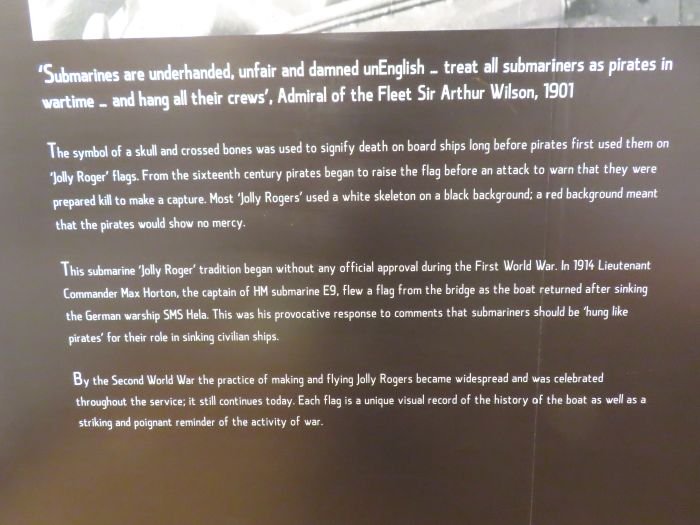 'Submarines are underhanded, unfair and damned unEnglish – treat all submariners as pirates in
wartime – and hang all their crews', Admiral of the Fleet Sir Arthur Wilson, 1901
The symbol of a skull and crossed bones was used to signify death on board ships long before pirates first used them on
'Jolly Roger' flags. From the sixteenth century pirates began to raise the flag before an attack to warn that they were
prepared kill to make a capture. Most 'Jolly Rogers' used a white skeleton on a black background; a red background meant
that the pirates would show no mercy.
This submarine 'Jolly Roger' tradition began without any official approval during the First World War. In 1914 Lieutenant
Commander Max Horton, the captain of HM submarine E9, flew a flag from the bridge as the boat returned after sinking
the German warship SMS Hela. This was his provocative response to comments that submariners should be 'hung like
pirates' for their role in sinking civilian ships.
By the Second World War the practice of making and flying Jolly Rogers became widespread and was celebrated
throughout the service; it still continues today. Each flag is a unique visual record of the history of the boat as well as a
striking and poignant reminder of the activity of war.